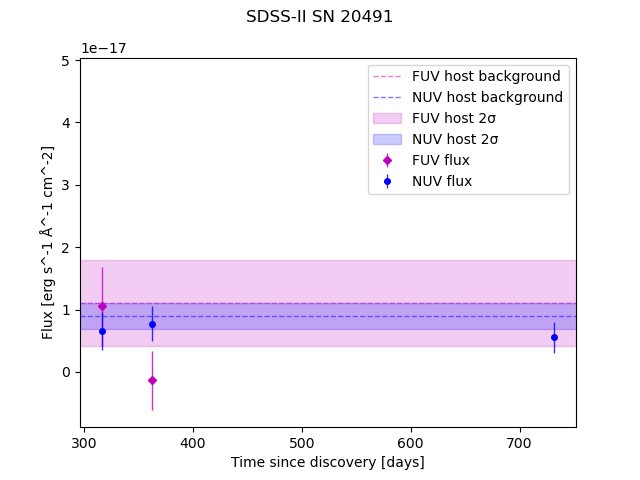 SDSS-II SN 20491
1e−17
5
4
3
2
1
0
Flux [erg s^-1 Å^-1 cm^-2]
FUV host background
NUV host background
FUV host 2σ
NUV host 2σ
FUV flux
NUV flux
300 400 500 600 700
Time since discovery [days]